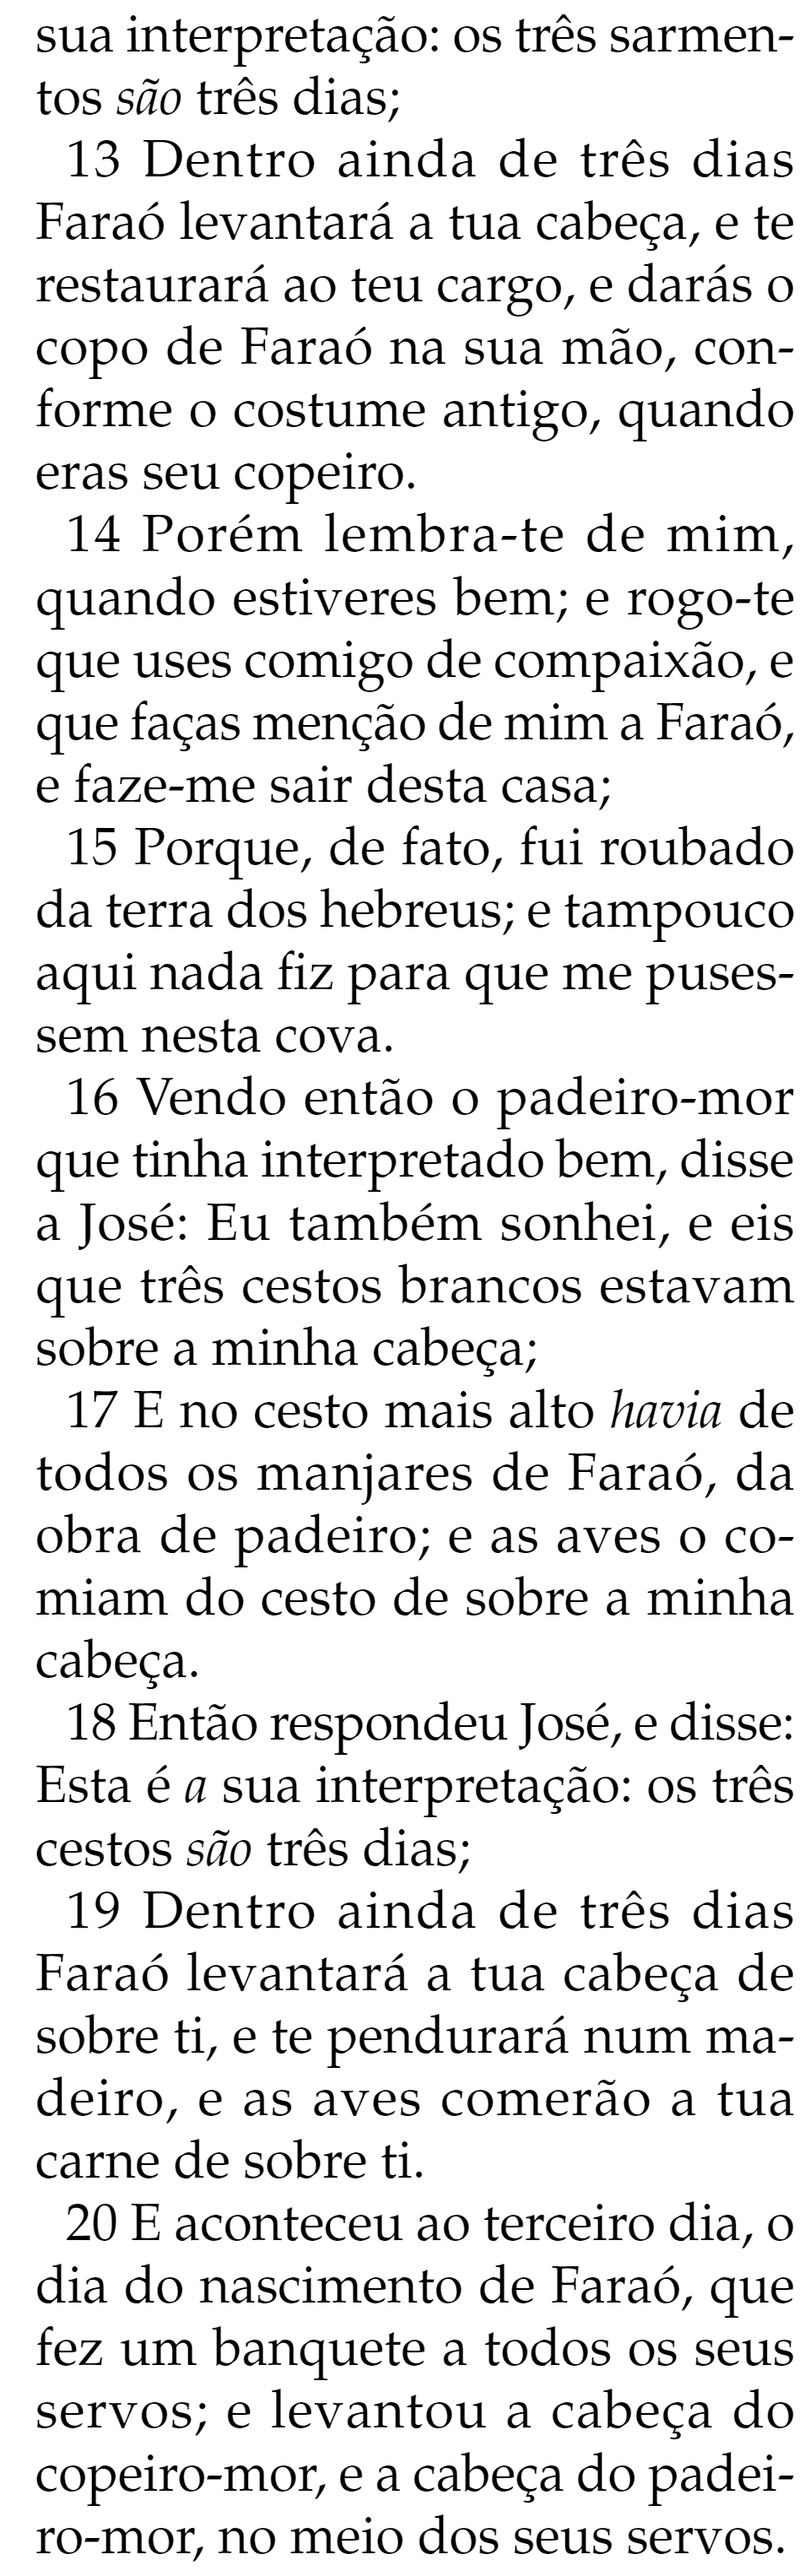 sua interpretação: os três sarmen-
tos são três dias;
13 Dentro ainda de três dias
Faraó levantará a tua cabeça, e te
restaurará ao teu cargo, e darás o
copo de Faraó na sua mão, con-
forme o costume antigo, quando
eras seu copeiro.
14 Porém lembra-te de mim,
quando estiveres bem; e rogo-te
que uses comigo de compaixão, e
que faças menção de mim a Faraó,
e faze-me sair desta casa;
15 Porque, de fato, fui roubado
da terra dos hebreus; e tampouco
aqui nada fiz para que me puses-
sem nesta cova.
16 Vendo então o padeiro-mor
que tinha interpretado bem, disse
a José: Eu também sonhei, e eis
que três cestos brancos estavam
sobre a minha cabeça;
17 E no cesto mais alto havia de
todos os manjares de Faraó, da
obra de padeiro; e as aves o co-
miam do cesto de sobre a minha
cabeça.
18 Então respondeu José, e disse:
Esta é a sua interpretação: os três
cestos são três dias;
19 Dentro ainda de três dias
Faraó levantará a tua cabeça de
sobre ti, e te pendurará num ma-
deiro, e as aves comerão a tua
carne de sobre ti.
20 E aconteceu ao terceiro dia, o
dia do nascimento de Faraó, que
fez um banquete a todos os seus
servos; e levantou a cabeça do
copeiro-mor, e a cabeça do padei-
ro-mor, no meio dos seus servos.